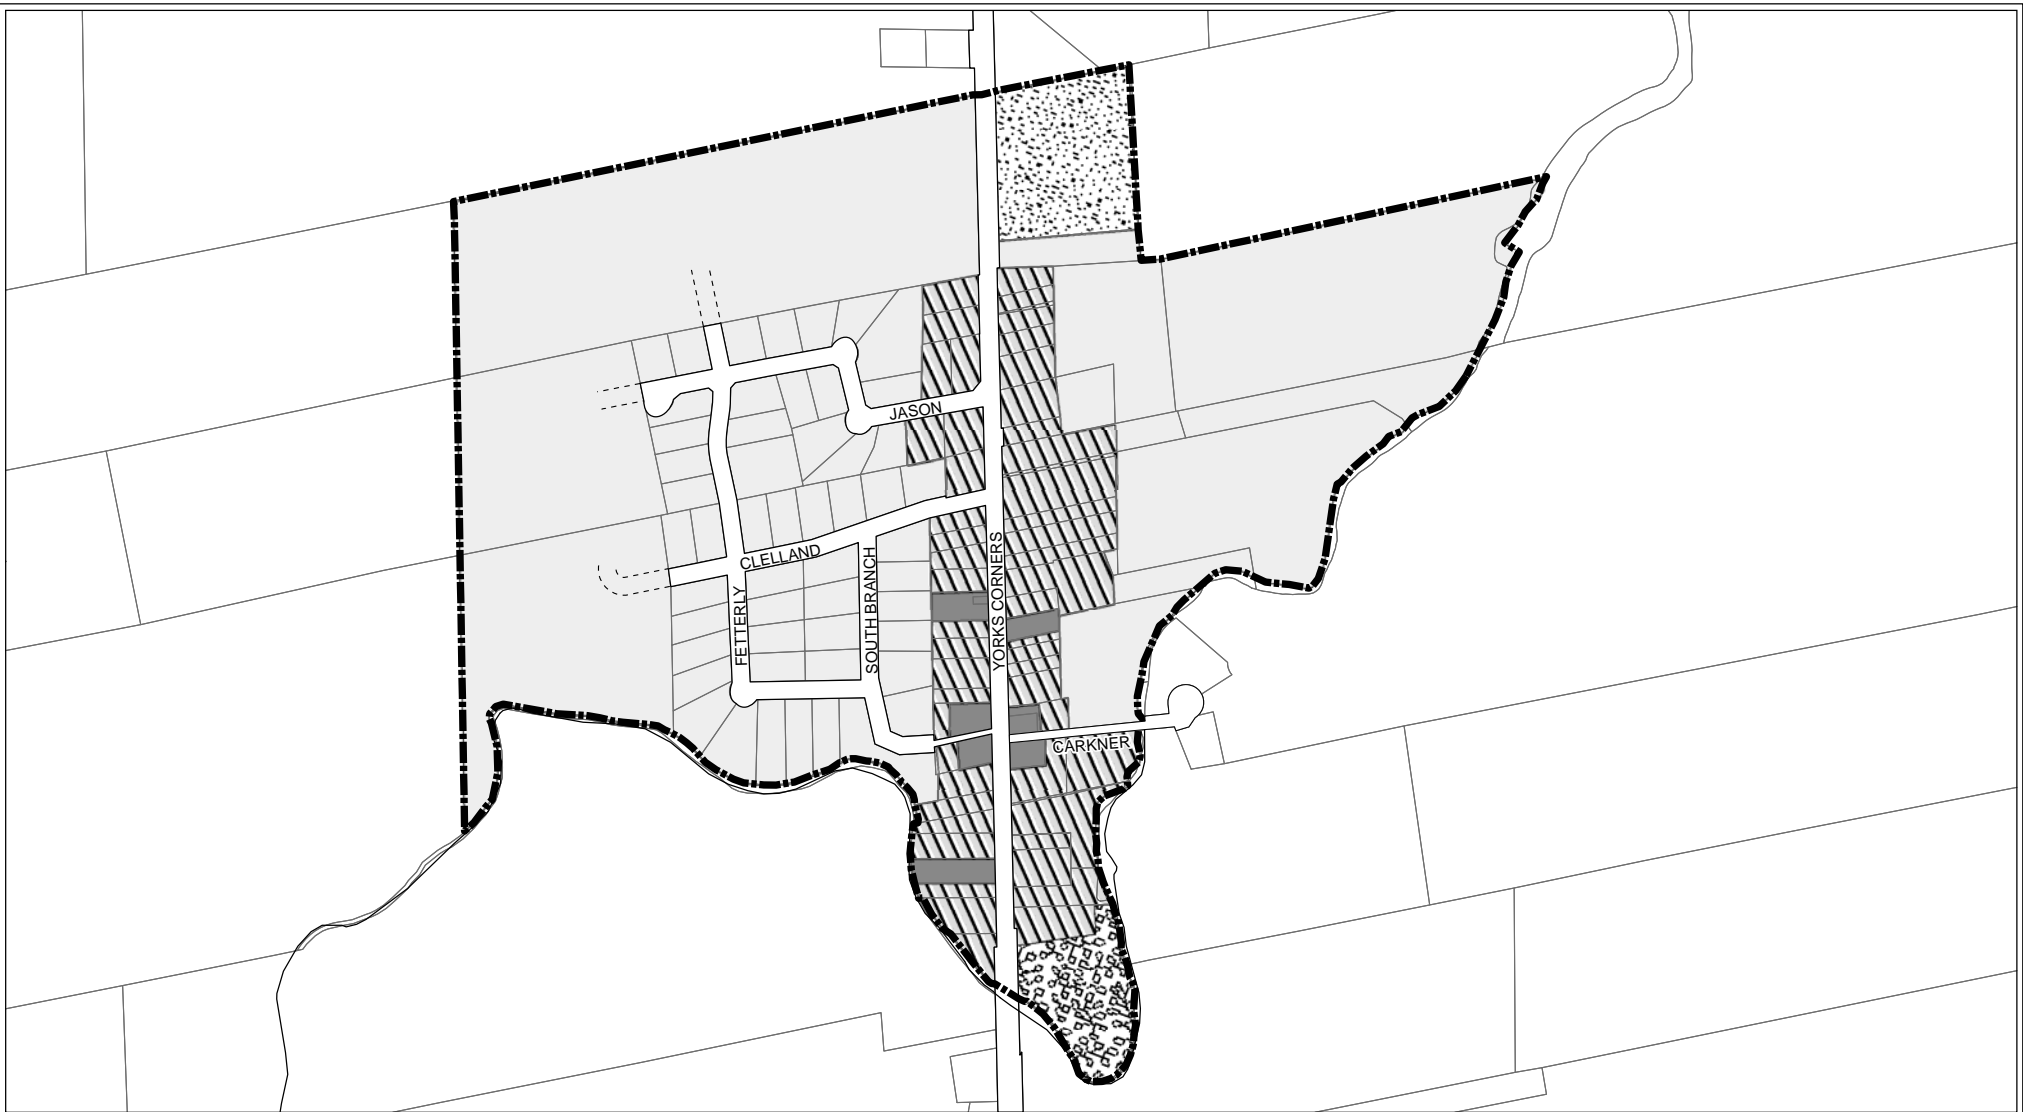 JASON
CLELLAND
SOUTH BRANCH
YORKS CORNERS
FETTERLY
CARKNER